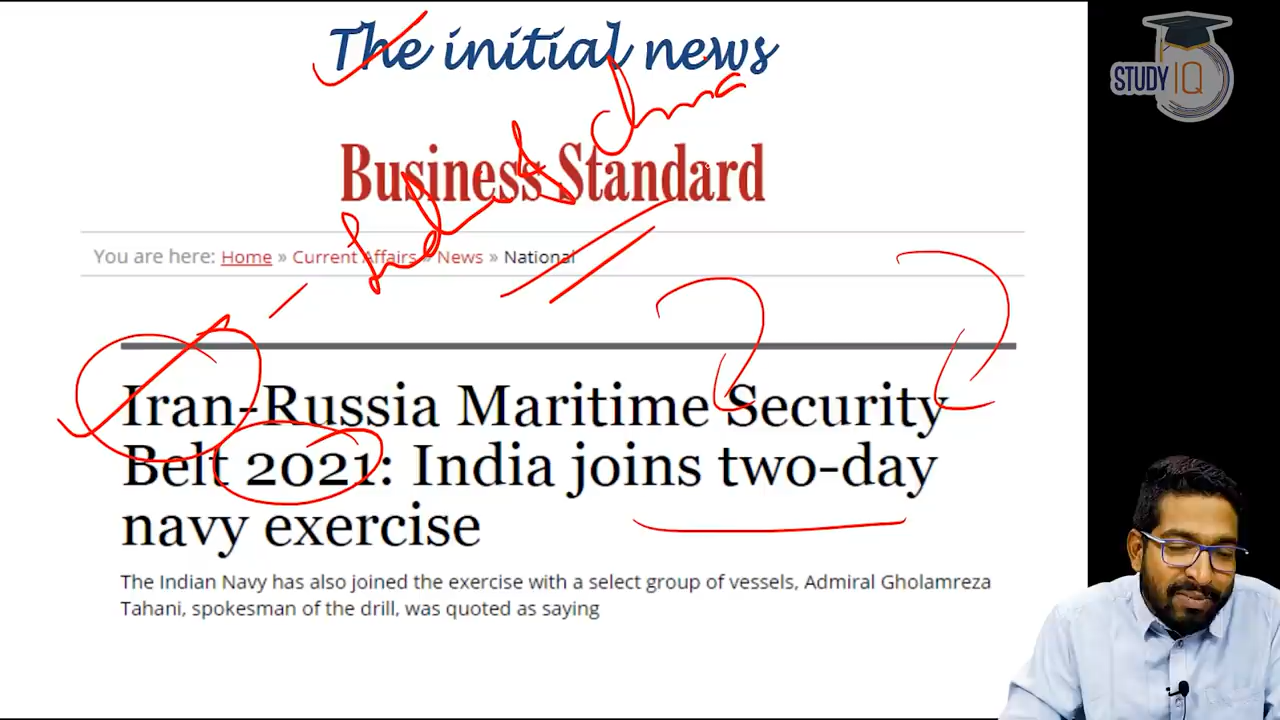 The initial news
STUDY IQ
Business Standard
India & China
You are here: Home » Current Affairs » News » National
Iran-Russia Maritime Security
Belt 2021: India joins two-day
navy exercise
The Indian Navy has also joined the exercise with a select group of vessels, Admiral Gholamreza
Tahani, spokesman of the drill, was quoted as saying